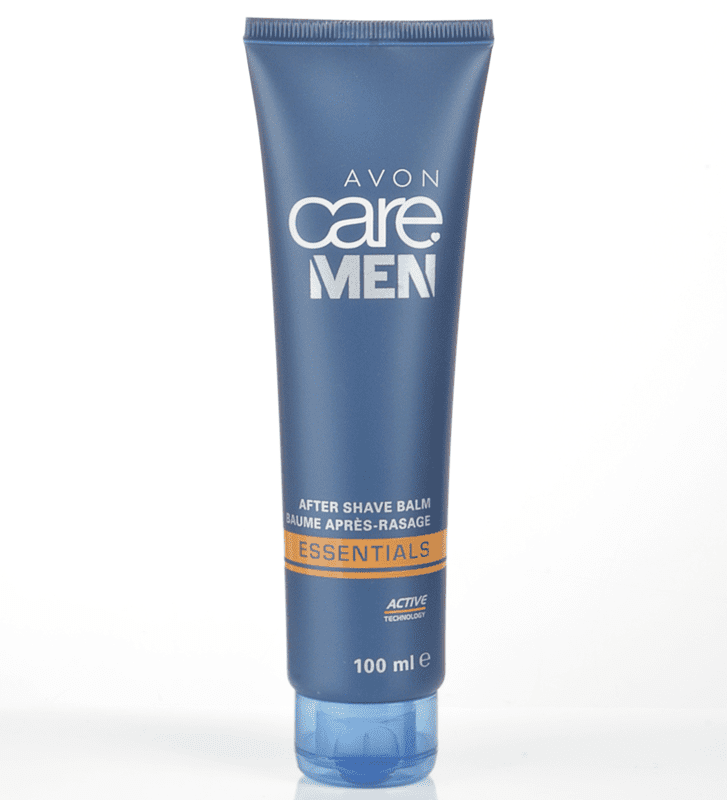 AVON
care
MEN
AFTER SHAVE BALM
BAUME APRÈS-RASAGE
ESSENTIALS
ACTIVE
TECHNOLOGY
100 ml ℮